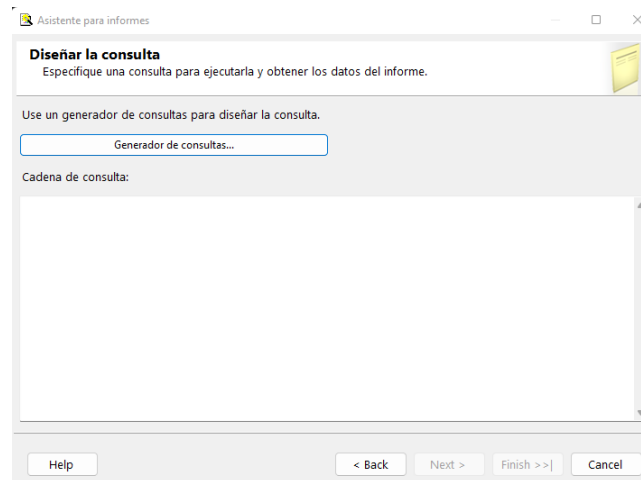 Asistente para informes
Diseñar la consulta
Especifique una consulta para ejecutarla y obtener los datos del informe.
Use un generador de consultas para diseñar la consulta.
Generador de consultas...
Cadena de consulta:
Help
< Back
Next >
Finish >>|
Cancel